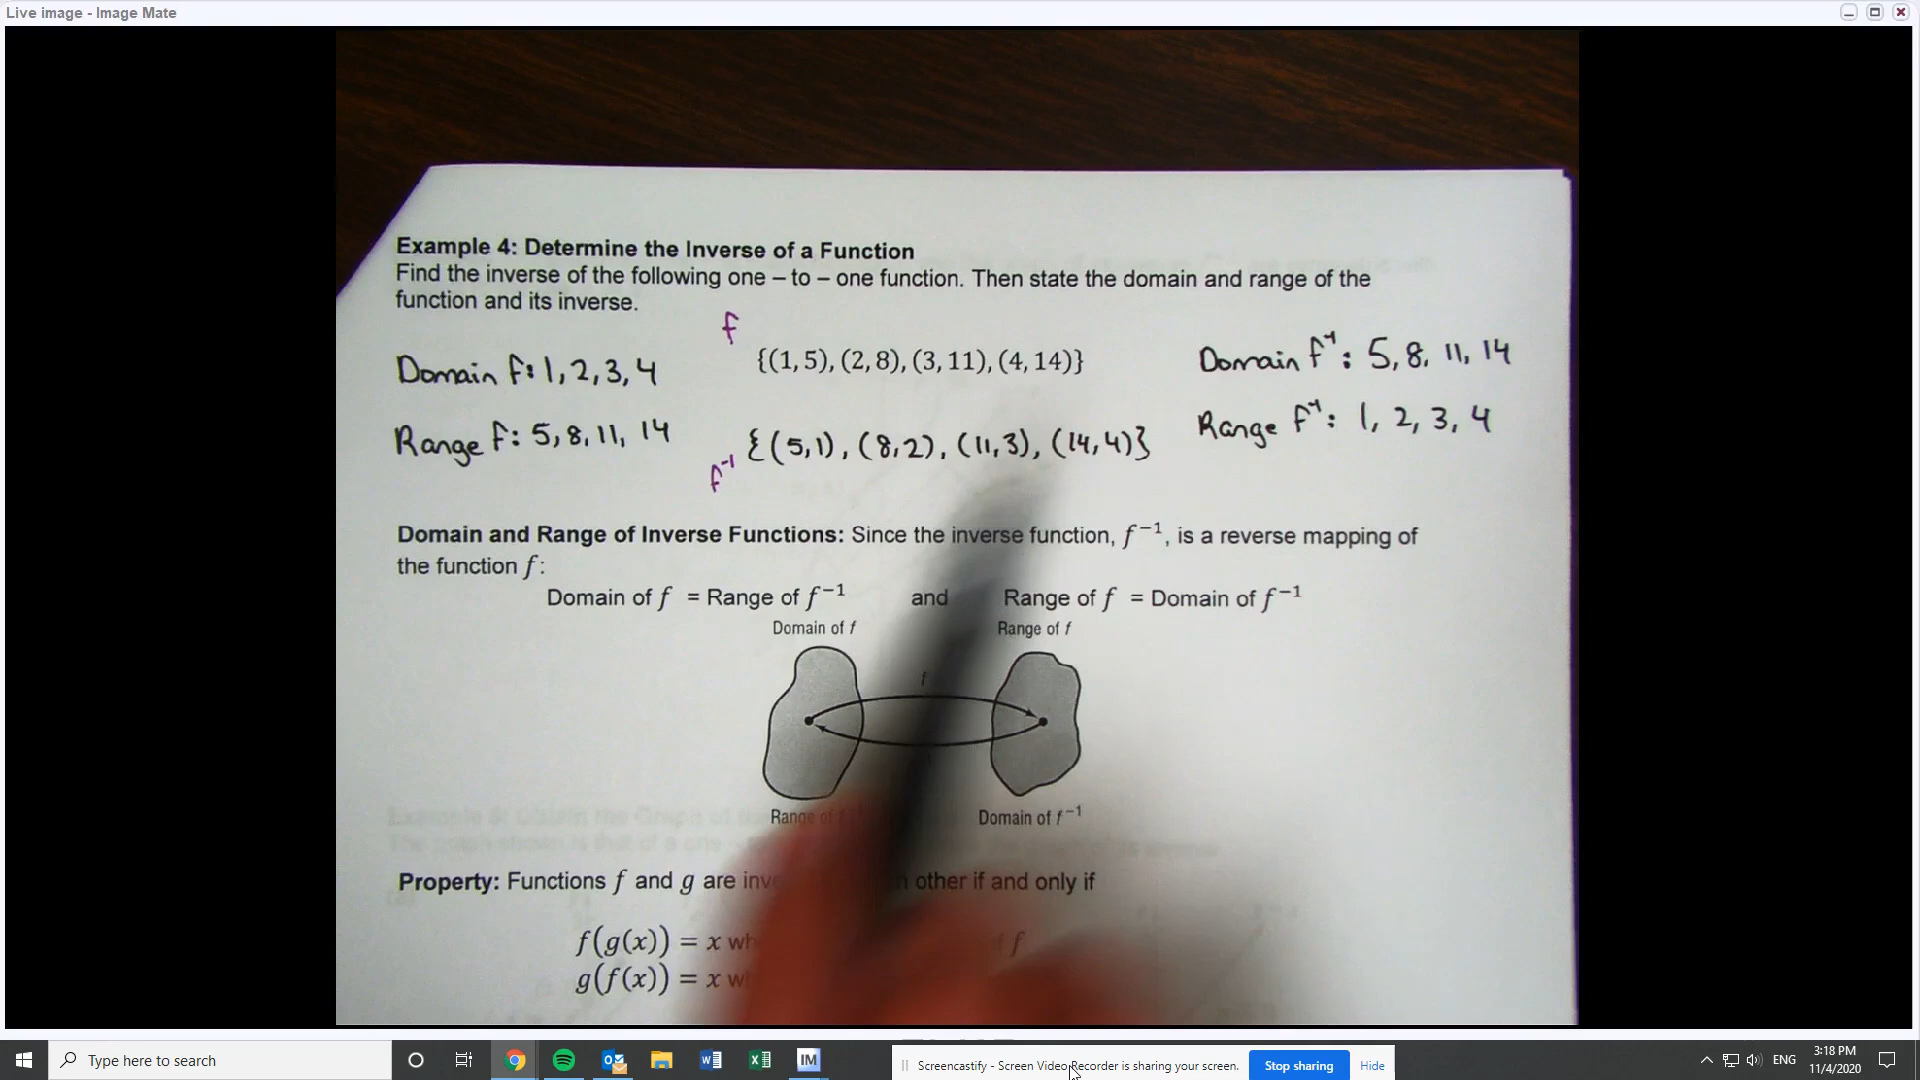 Live image - Image Mate
Example 4: Determine the Inverse of a Function
Find the inverse of the following one – to – one function. Then state the domain and range of the
function and its inverse.
f
Domain f: 1, 2, 3, 4
{(1, 5), (2, 8), (3, 11), (4, 14)}
Domain f⁻¹: 5, 8, 11, 14
Range f: 5, 8, 11, 14
f⁻¹ {(5,1), (8,2), (11,3), (14,4)}
Range f⁻¹: 1, 2, 3, 4
Domain and Range of Inverse Functions: Since the inverse function, f⁻¹, is a reverse mapping of
the function f:
Domain of f = Range of f⁻¹ and Range of f = Domain of f⁻¹
Domain of f Range of f
f
Range of Domain of f⁻¹
Property: Functions f and g are other if and only if
f(g(x)) = x f
g(f(x)) = x
Type here to search
Screencastify - Screen Video Recorder is sharing your screen. Stop sharing Hide
ENG
3:18 PM
11/4/2020
IM